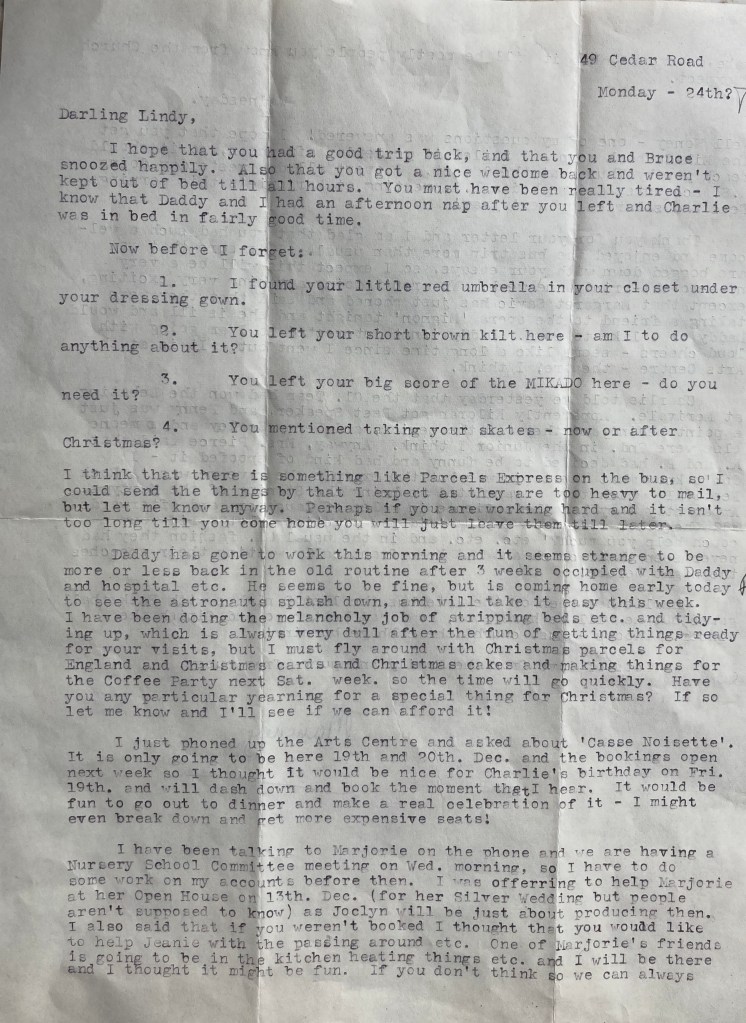 49 Cedar Road
Monday - 24th?
Darling Lindy,
I hope that you had a good trip back, and that you and Bruce
snoozed happily. Also that you got a nice welcome back and weren't
kept out of bed till all hours. You must have been really tired - I
know that Daddy and I had an afternoon nap after you left and Charlie
was in bed in fairly good time.
Now before I forget:
1. I found your little red umbrella in your closet under
your dressing gown.
2. You left your short brown kilt here - am I to do
anything about it?
3. You left your big score of the MIKADO here - do you
need it?
4. You mentioned taking your skates - now or after
Christmas?
I think that there is something like Parcels Express on the bus, so I
could send the things by that I expect as they are too heavy to mail,
but let me know anyway. Perhaps if you are working hard and it isn't
too long till you come home you will just leave them till later.
Daddy has gone to work this morning and it seems strange to be
more or less back in the old routine after 3 weeks occupied with Daddy
and hospital etc. He seems to be fine, but is coming home early today
to see the astronauts splash down, and will take it easy this week.
I have been doing the melancholy job of stripping beds etc. and tidy-
ing up, which is always very dull after the fun of getting things ready
for your visits, but I must fly around with Christmas parcels for
England and Christmas cards and Christmas cakes and making things for
the Coffee Party next Sat. week. so the time will go quickly. Have
you any particular yearning for a special thing for Christmas? If so
let me know and I'll see if we can afford it!
I just phoned up the Arts Centre and asked about 'Casse Noisette'.
It is only going to be here 19th and 20th. Dec. and the bookings open
next week so I thought it would be nice for Charlie's birthday on Fri.
19th. and will dash down and book the moment that I hear. It would be
fun to go out to dinner and make a real celebration of it - I might
even break down and get more expensive seats!
I have been talking to Marjorie on the phone and we are having a
Nursery School Committee meeting on Wed. morning, so I have to do
some work on my accounts before then. I was offerring to help Marjorie
at her Open House on 13th. Dec. (for her Silver Wedding but people
aren't supposed to know) as Joclyn will be just about producing then.
I also said that if you weren't booked I thought that you would like
to help Jeanie with the passing around etc. One of Marjorie's friends
is going to be in the kitchen heating things etc. and I will be there
and I thought it might be fun. If you don't think so we can always